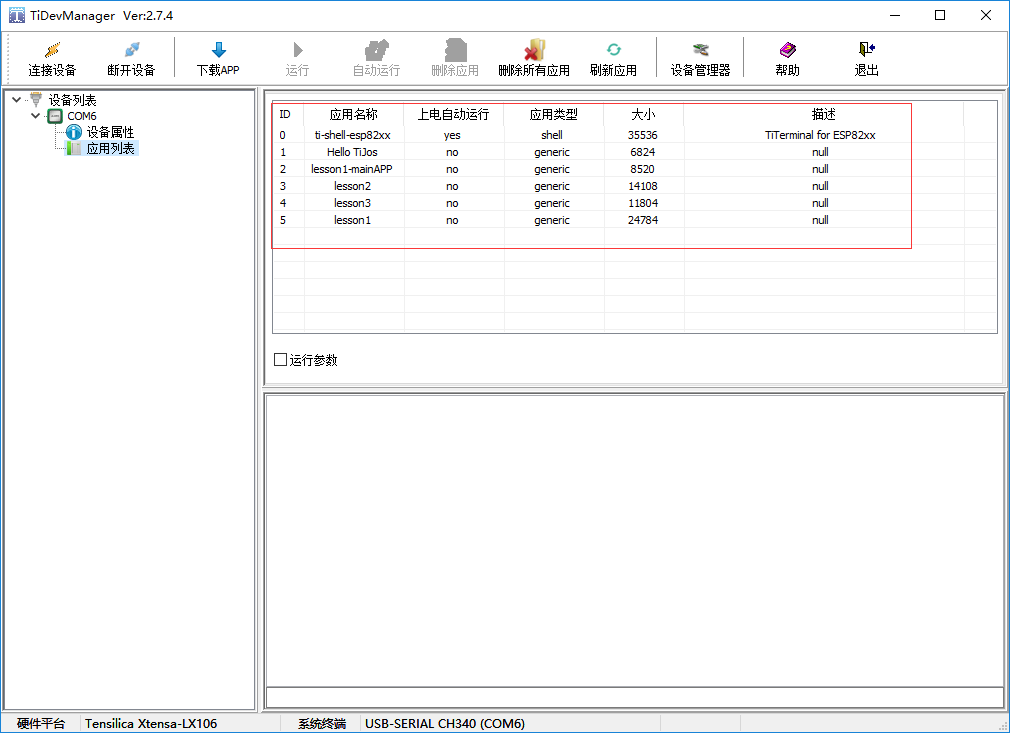 TiDevManager Ver:2.7.4
连接设备 断开设备 下载APP 运行 自动运行 删除应用 删除所有应用 刷新应用 设备管理器 帮助 退出
设备列表
COM6
设备属性
应用列表
ID 应用名称 上电自动运行 应用类型 大小 描述
0 ti-shell-esp82xx yes shell 35536 TiTerminal for ESP82xx
1 Hello TiJos no generic 6824 null
2 lesson1-mainAPP no generic 8520 null
3 lesson2 no generic 14108 null
4 lesson3 no generic 11804 null
5 lesson1 no generic 24784 null
运行参数
硬件平台 Tensilica Xtensa-LX106 系统终端 USB-SERIAL CH340 (COM6)